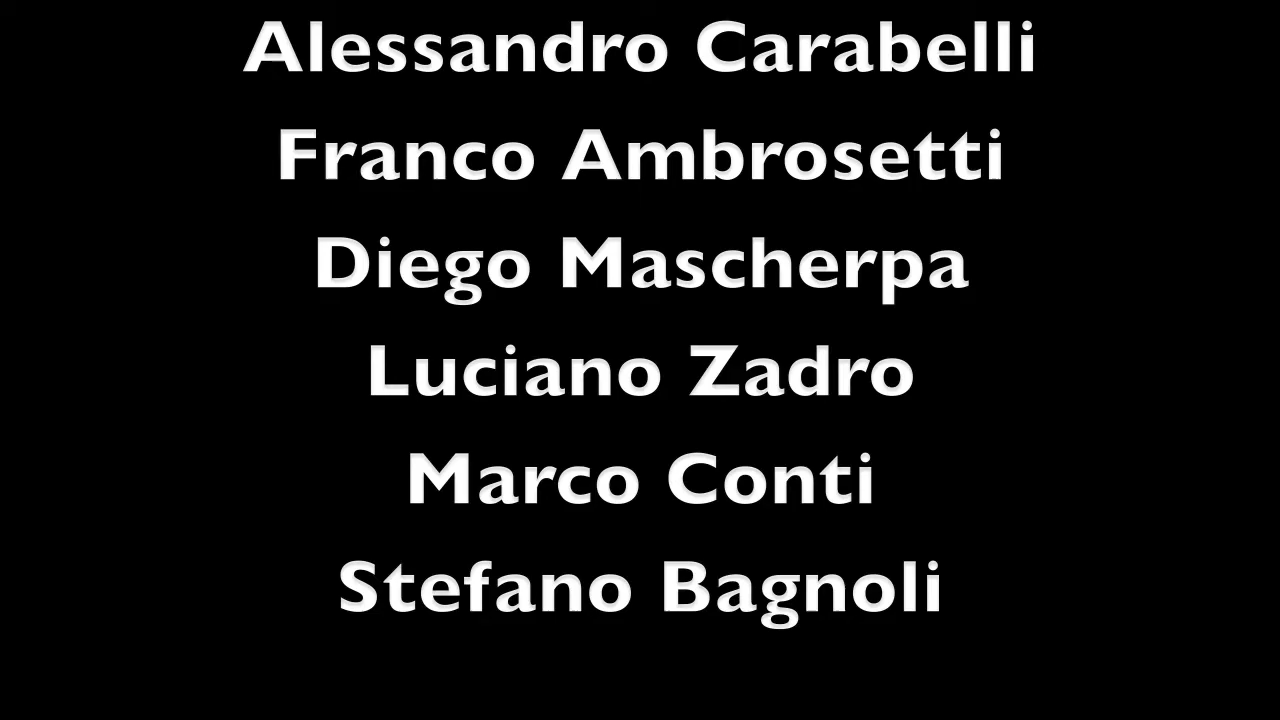 Alessandro Carabelli
Franco Ambrosetti
Diego Mascherpa
Luciano Zadro
Marco Conti
Stefano Bagnoli